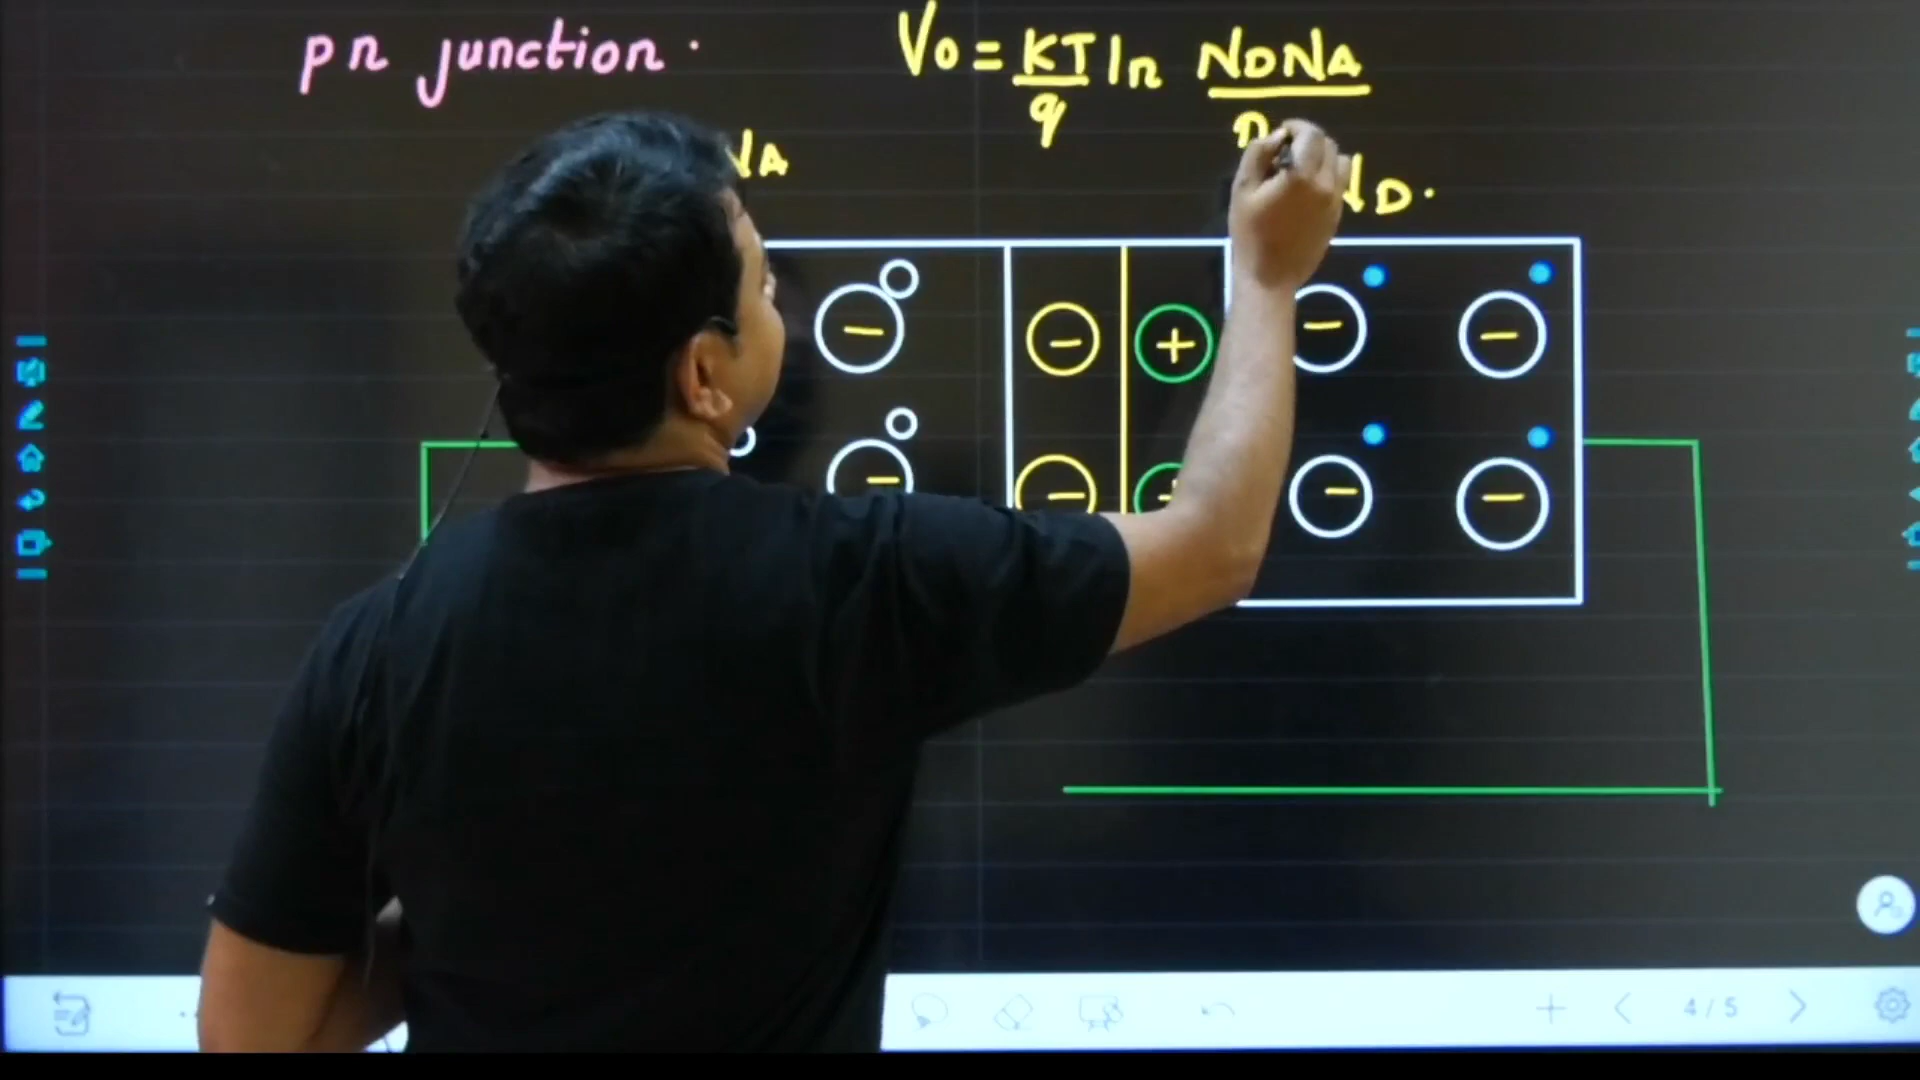 pn junction. V0 = KT/q ln NDNA/n
NA
ND.
− − + − −
− − + − −
4 / 5